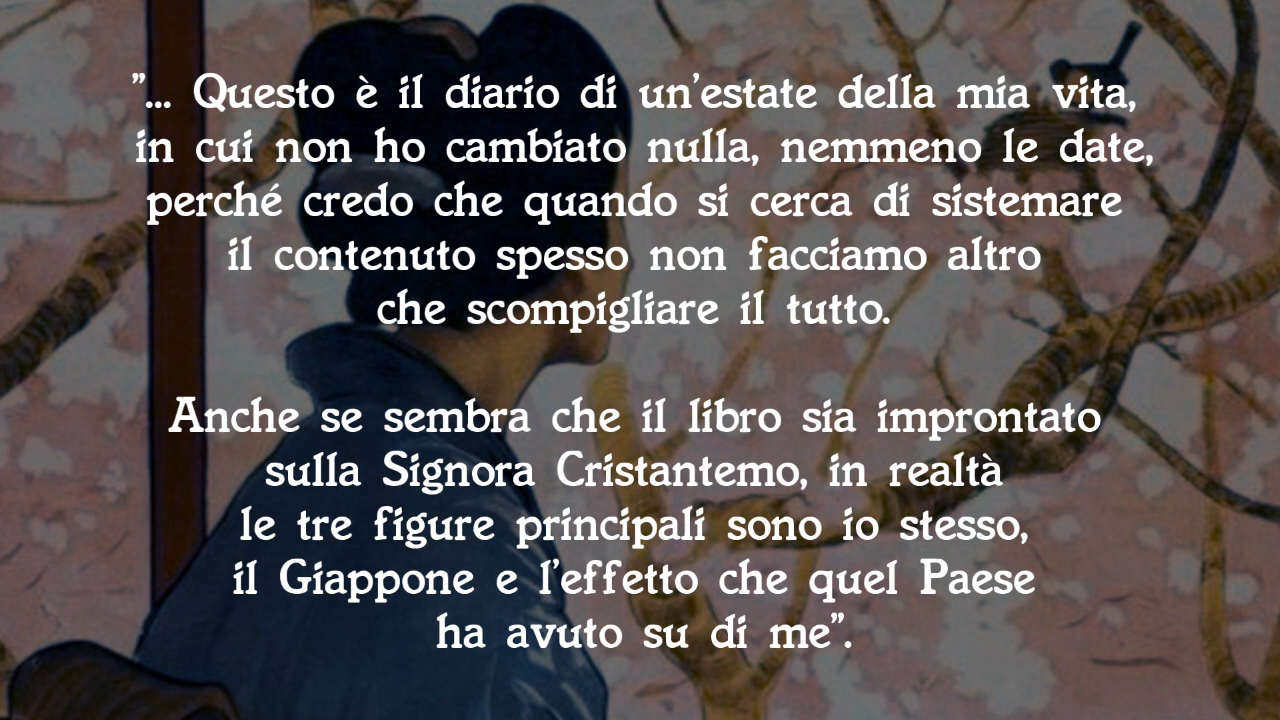 "... Questo è il diario di un'estate della mia vita,
in cui non ho cambiato nulla, nemmeno le date,
perché credo che quando si cerca di sistemare
il contenuto spesso non facciamo altro
che scompigliare il tutto.
Anche se sembra che il libro sia improntato
sulla Signora Cristantemo, in realtà
le tre figure principali sono io stesso,
il Giappone e l'effetto che quel Paese
ha avuto su di me".